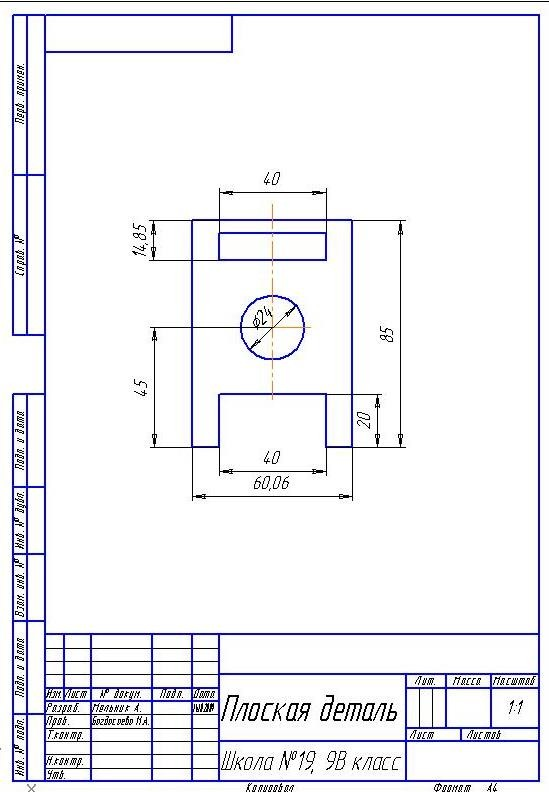 Перв. примен.
Справ. №
Подп. и дата
Инв. № дубл.
Взам. инв. №
Подп. и дата
Инв. № подл.
40
14,85
⌀24
45
85
20
40
60,06
Изм. Лист № докум. Подп. Дата
Разраб. Мельник А.
Пров.
Т.контр.
Н.контр.
Утв.
Плоская деталь
Школа №19, 9В класс
Лит. Масса Масштаб
1:1
Лист Листов
Копировал Формат А4